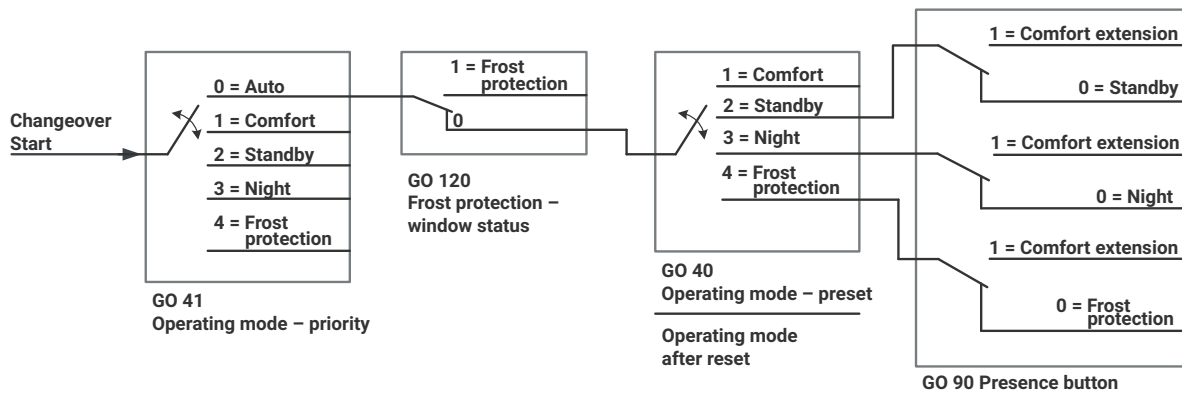 Changeover
Start
0 = Auto
1 = Comfort
2 = Standby
3 = Night
4 = Frost
protection
GO 41
Operating mode – priority
1 = Frost
protection
0
GO 120
Frost protection –
window status
1 = Comfort
2 = Standby
3 = Night
4 = Frost
protection
GO 40
Operating mode – preset
Operating mode
after reset
1 = Comfort extension
0 = Standby
1 = Comfort extension
0 = Night
1 = Comfort extension
0 = Frost
protection
GO 90 Presence button